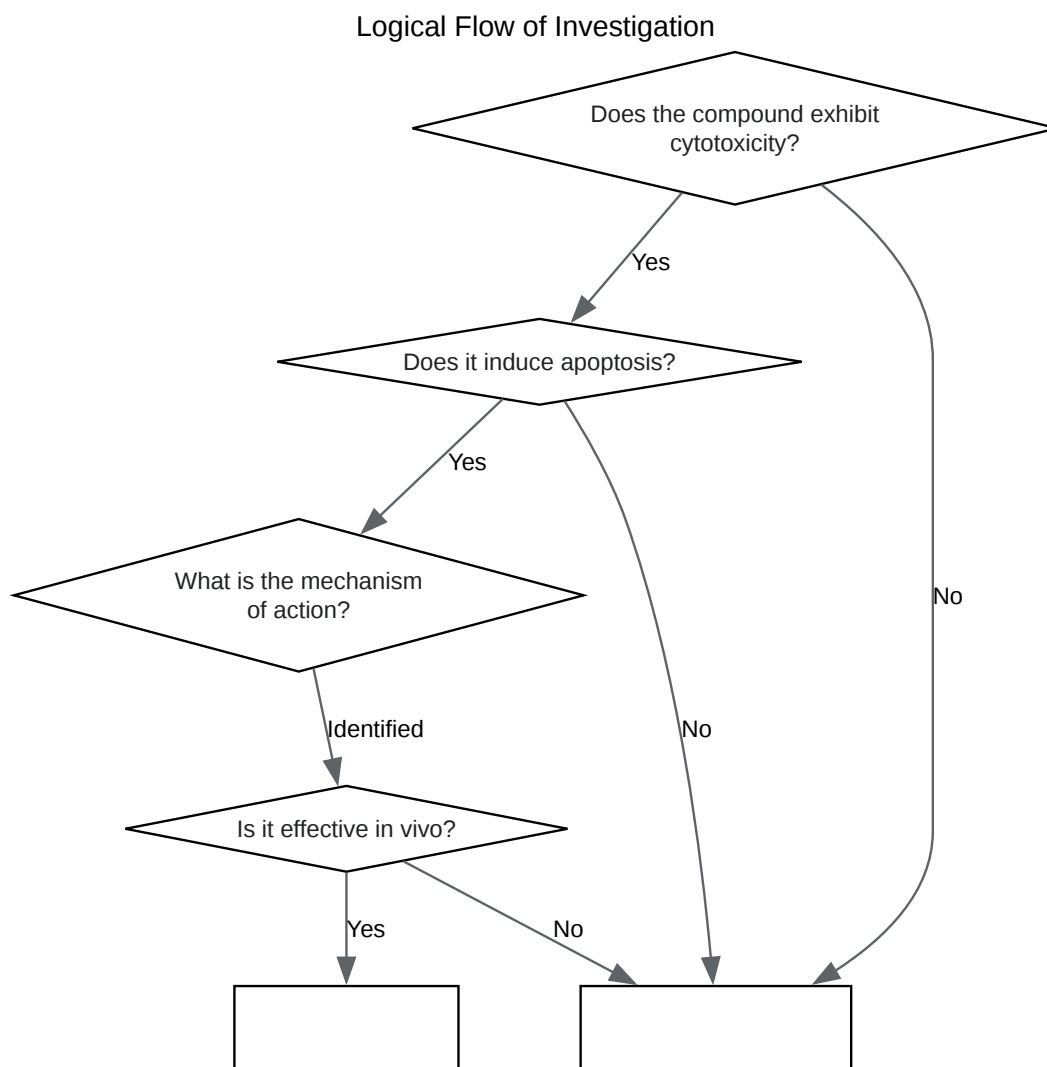 Logical Flow of Investigation
Does the compound exhibit
cytotoxicity?
Yes
Does it induce apoptosis?
Yes
What is the mechanism
of action?
No
Identified
No
Is it effective in vivo?
Yes
No